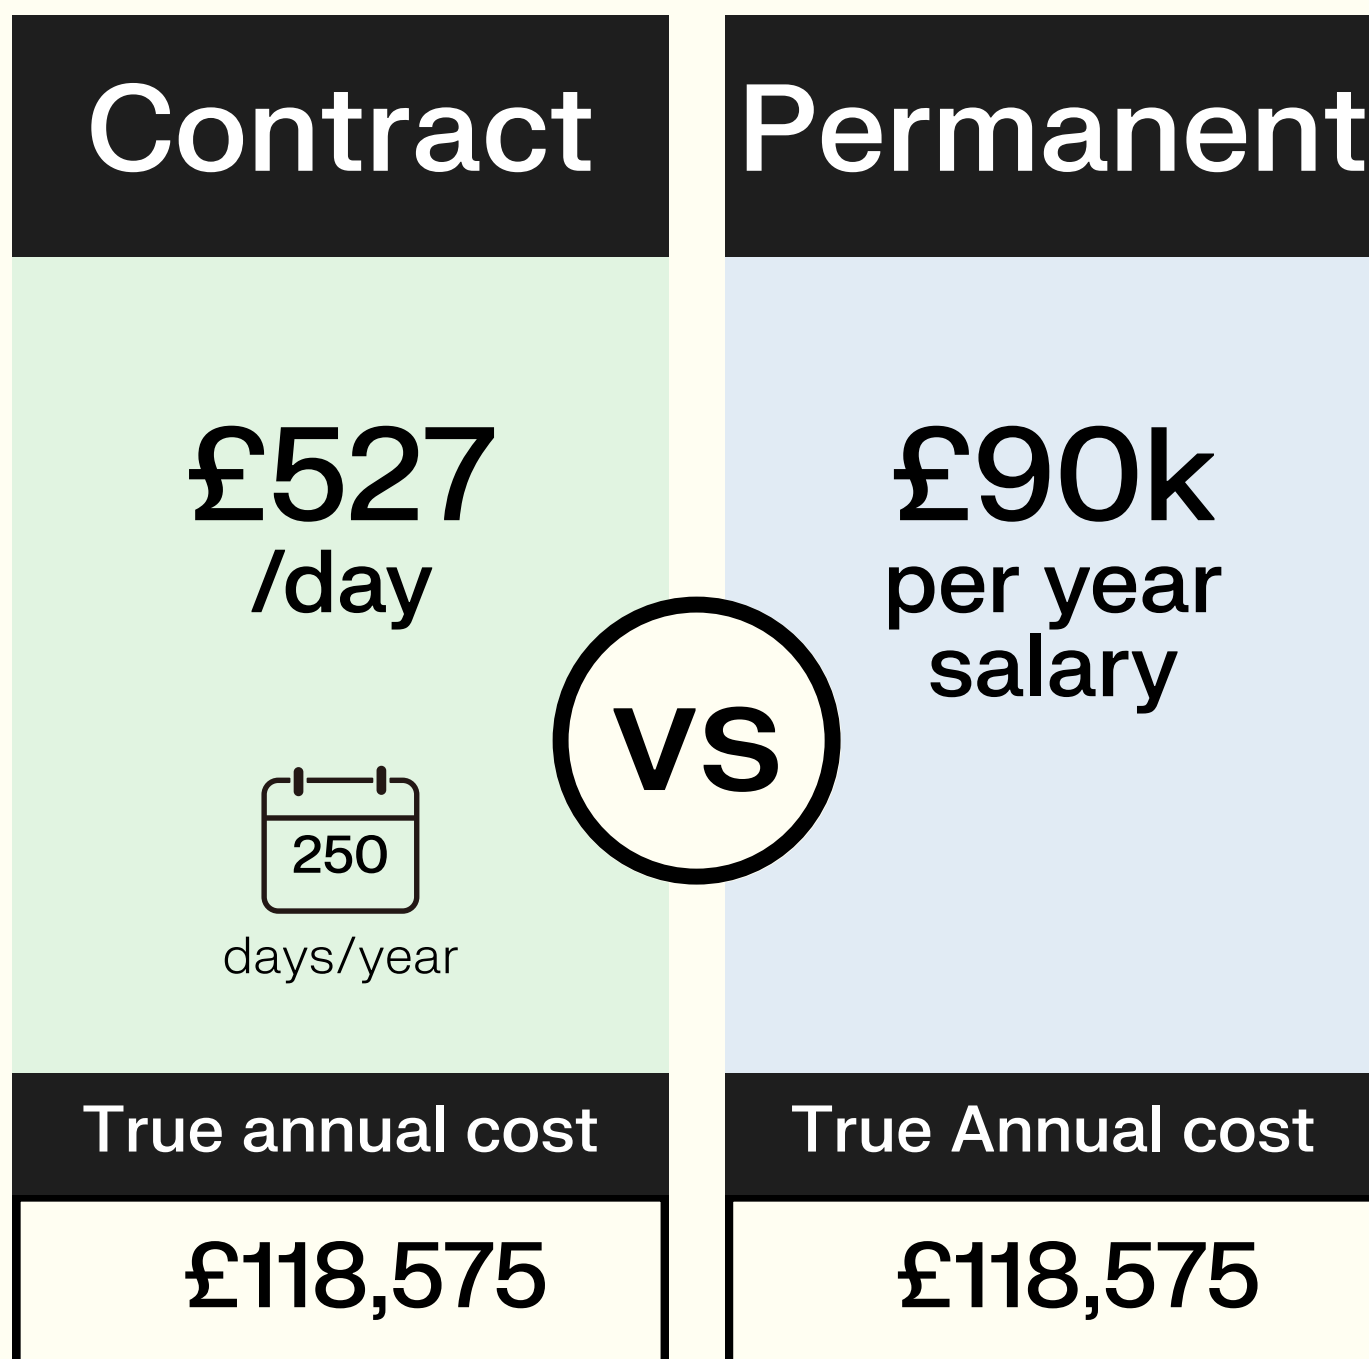 Contract
£527
/day
250
days/year
True annual cost
£118,575
vs
Permanent
£90k
per year
salary
True Annual cost
£118,575